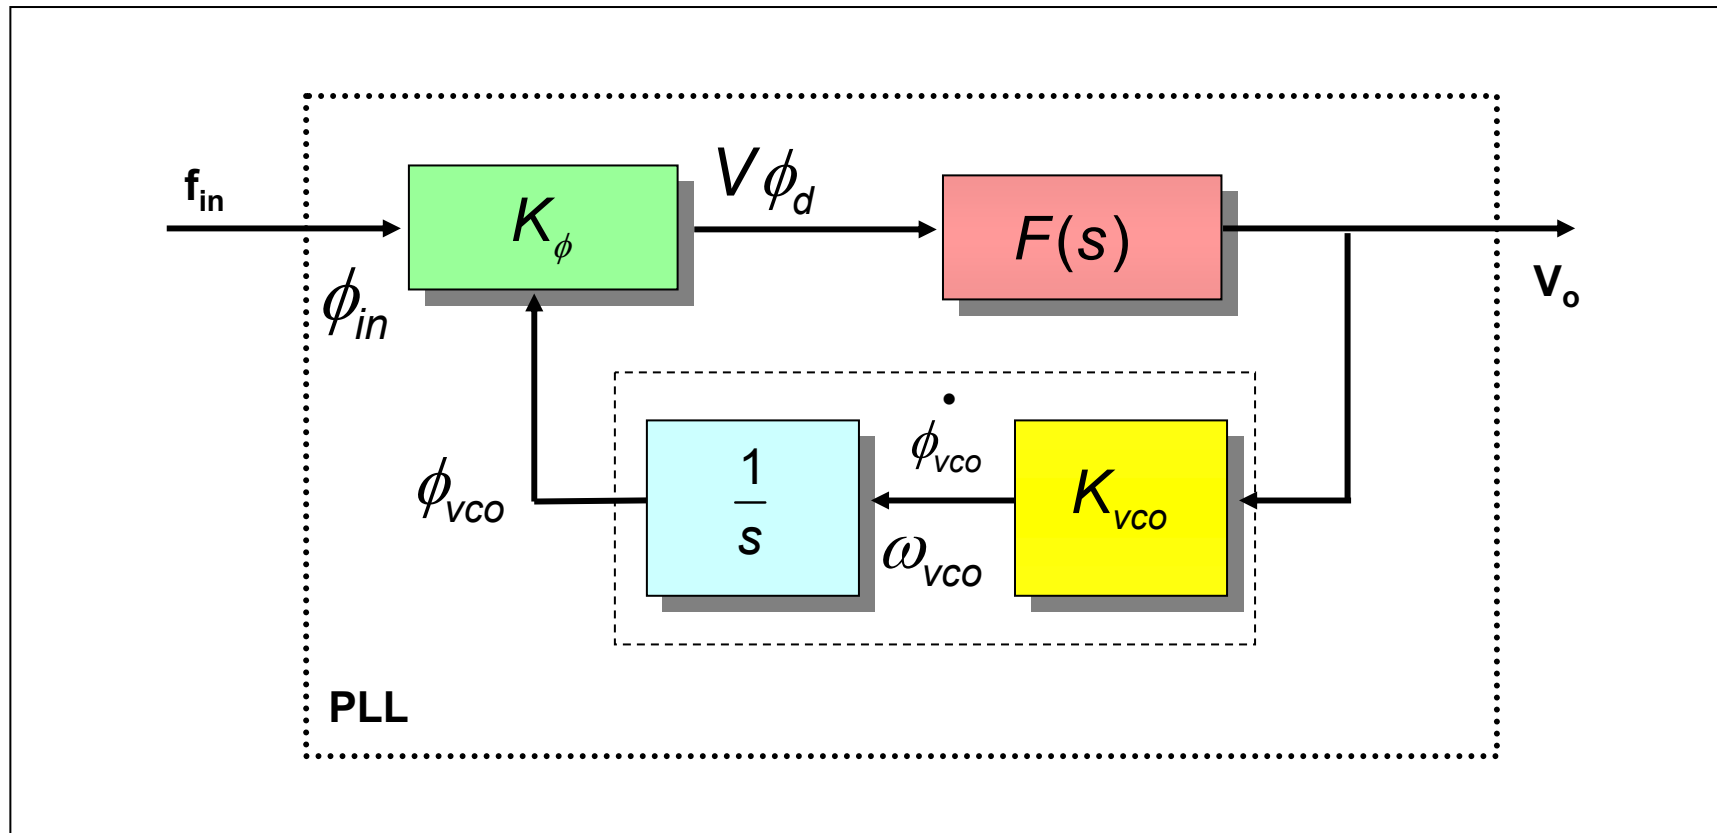 f_in
K_ϕ
Vϕ_d
F(s)
V_o
ϕ_in
ϕ_vco
1/s
ϕ̇_vco
ω_vco
K_vco
PLL